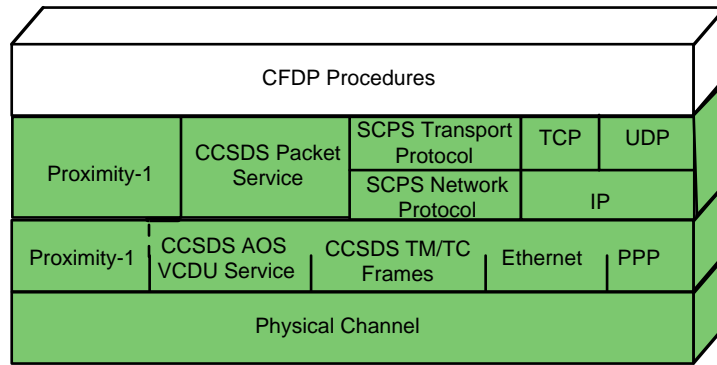 CFDP Procedures
Proximity-1
CCSDS Packet
Service
SCPS Transport
Protocol
TCP
UDP
SCPS Network
Protocol
IP
Proximity-1
CCSDS AOS
VCDU Service
CCSDS TM/TC
Frames
Ethernet
PPP
Physical Channel